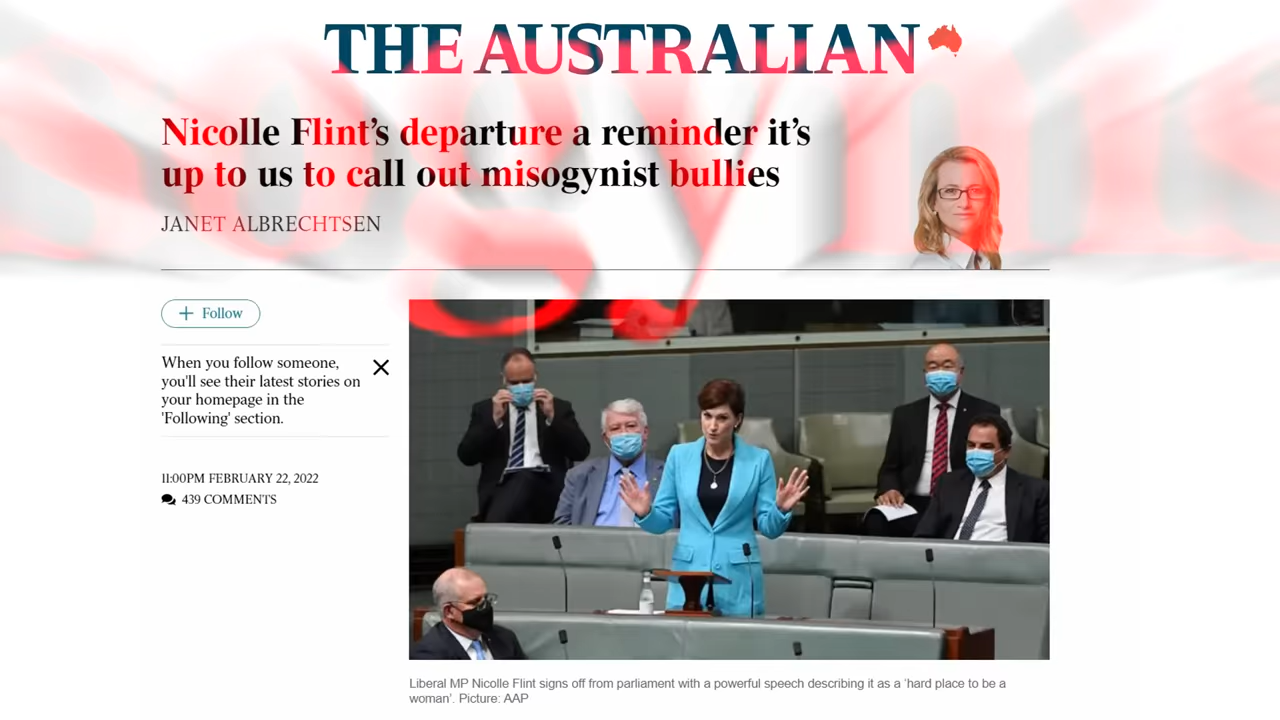 THE AUSTRALIAN
Nicolle Flint's departure a reminder it's
up to us to call out misogynist bullies
JANET ALBRECHTSEN
+ Follow
When you follow someone,
you'll see their latest stories on
your homepage in the
'Following' section.
11:00PM FEBRUARY 22, 2022
439 COMMENTS
Liberal MP Nicolle Flint signs off from parliament with a powerful speech describing it as a 'hard place to be a
woman'. Picture: AAP